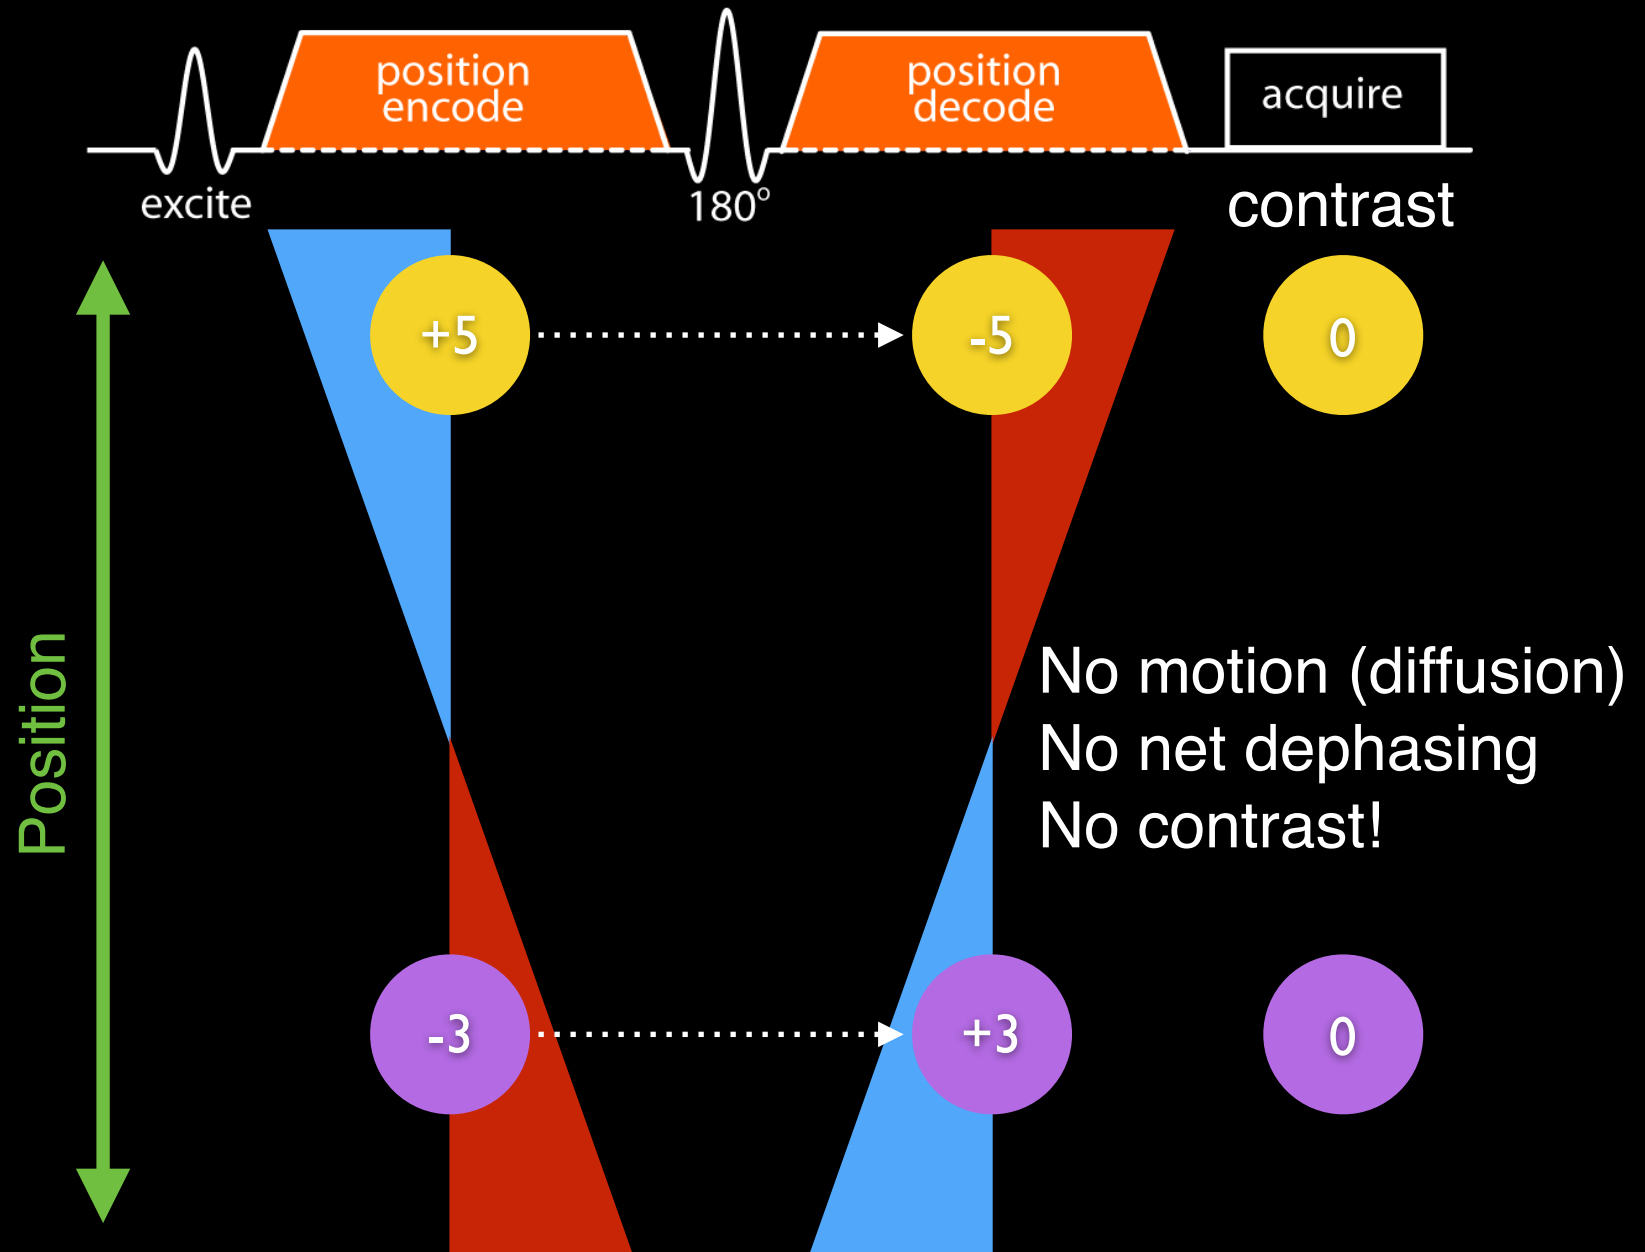 position
encode
position
decode
acquire
excite
180°
contrast
+5
-5
0
Position
No motion (diffusion)
No net dephasing
No contrast!
-3
+3
0